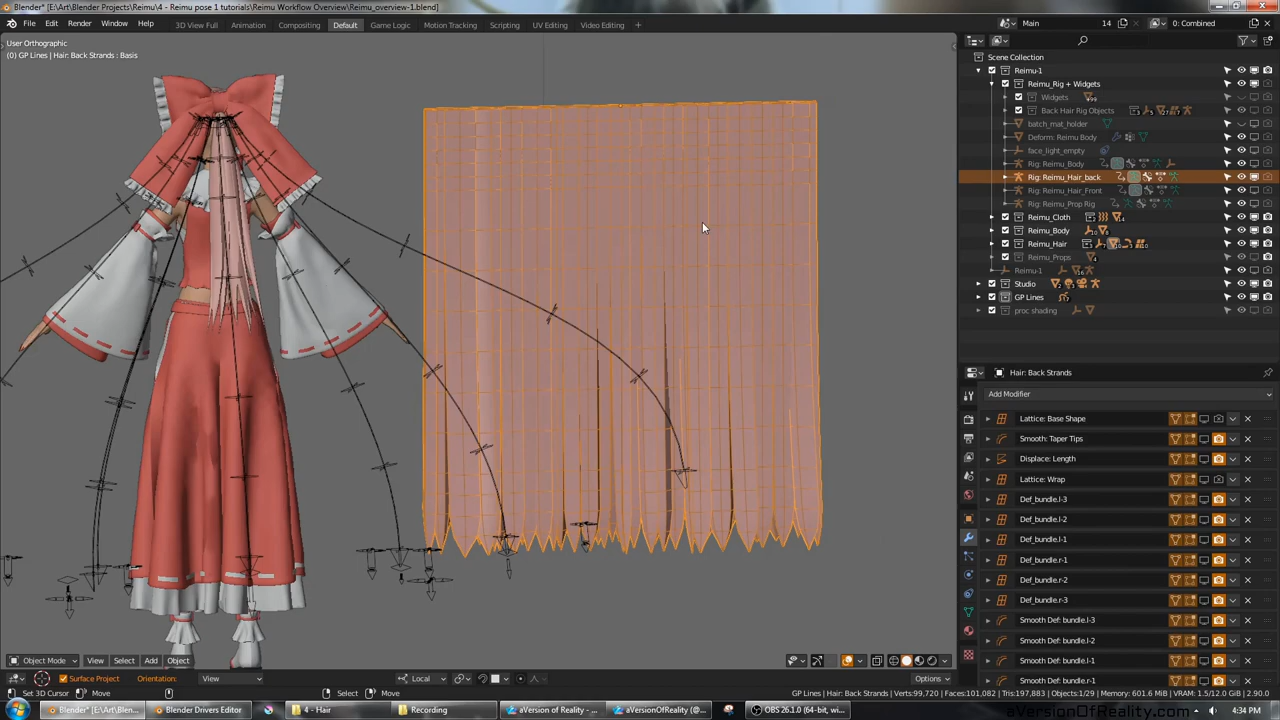 Blender* [E:\Art\Blender Projects\Reimu\4 - Reimu pose 1 tutorials\Reimu Workflow Overview\Reimu_overview-1.blend]
File Edit Render Window Help
3D View Full Animation Compositing Default Motion Tracking Scripting UV Editing Video Editing +
Main 14 0: Combined
User Orthographic
(0) GP Lines | Hair: Back Strands : Basis
Scene Collection
Reimu-1
Reimu_Rig + Widgets
Widgets
Back Hair Rig Objects
batch_mat_holder
Deform: Reimu Body
face_light_empty
Rig: Reimu_Body
Rig: Reimu_Hair_back
Rig: Reimu_Hair_Front
Rig: Reimu_Prop Rig
Reimu_Cloth
Reimu_Body
Reimu_Hair
Reimu_Props
Reimu-1
Studio
GP Lines
proc shading
Hair: Back Strands
Add Modifier
Lattice: Base Shape
Smooth: Taper Tips
Displace: Length
Lattice: Wrap
Def_bundle.l-3
Def_bundle.l-2
Def_bundle.l-1
Def_bundle.r-1
Def_bundle.r-2
Def_bundle.r-3
Smooth Def: bundle.l-3
Smooth Def: bundle.l-2
Smooth Def: bundle.l-1
Smooth Def: bundle.r-1
Object Mode View Select Add Object
Surface Project Orientation: View Local Options
Set 3D Cursor Move Select Move
GP Lines | Hair: Back Strands | Verts:99,720 | Faces:101,082 | Tris:197,883 | Objects:1/29 | Memory: 601.6 MiB | VRAM: 1.5/12.0 GiB | 2.90.0
Blender* [E:\Art\Blen... Blender Drivers Editor 4 - Hair Recording aVersion of Reality - ... aVersionOfReality (@... OBS 26.1.0 (64-bit, wi... 4:34 PM
aVersionOfReality.com